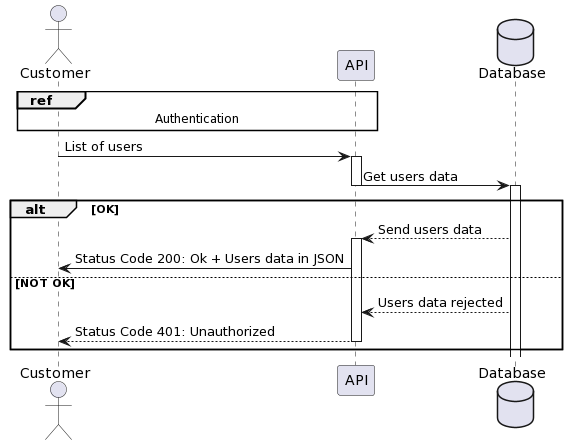 Customer
API
Database
ref
Authentication
List of users
Get users data
alt
[OK]
Send users data
Status Code 200: Ok + Users data in JSON
[NOT OK]
Users data rejected
Status Code 401: Unauthorized
Customer
API
Database